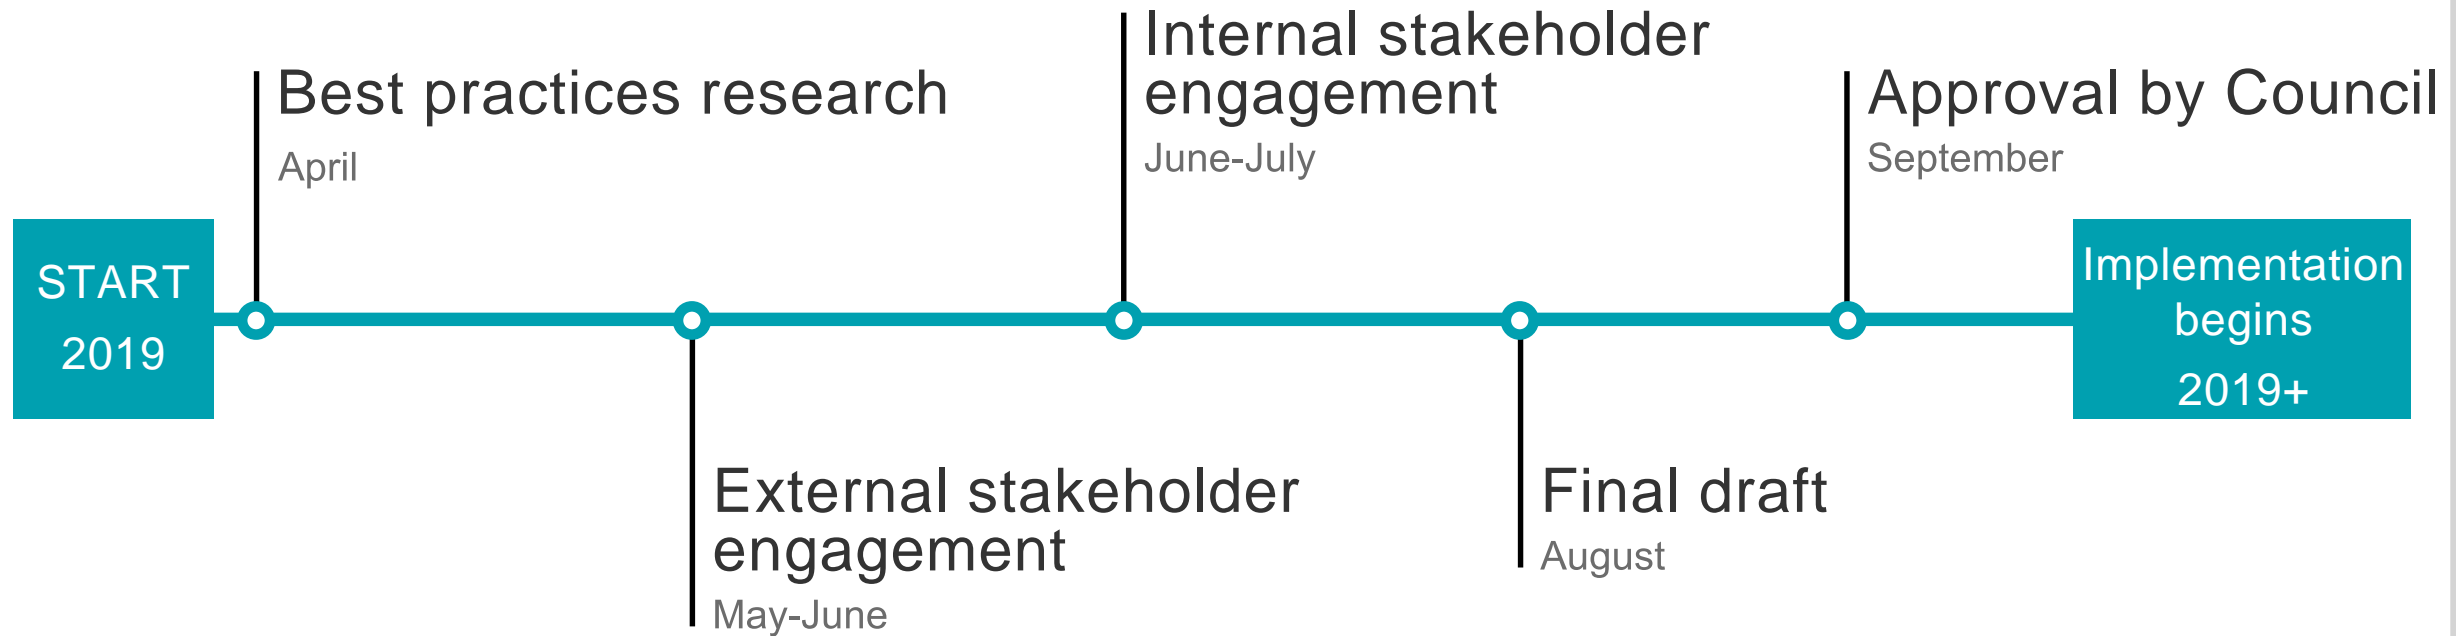 START
2019
Best practices research
April
External stakeholder
engagement
May-June
Internal stakeholder
engagement
June-July
Final draft
August
Approval by Council
September
Implementation
begins
2019+